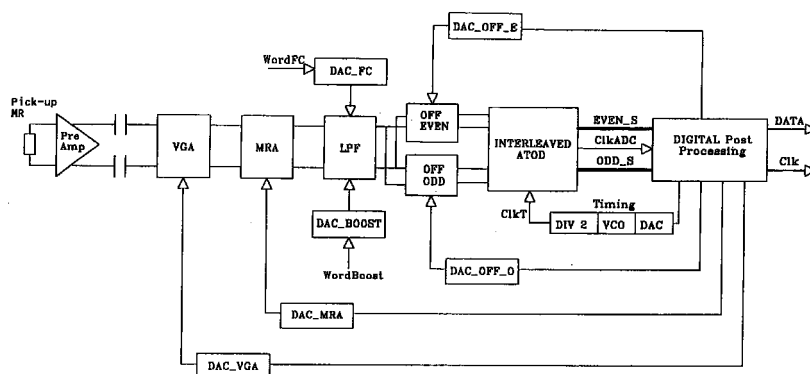 DAC_OFF_E
WordFC
DAC_FC
Pick-up
MR
Pre
Amp
VGA
MRA
LPF
OFF
EVEN
OFF
ODD
INTERLEAVED
ATOD
EVEN_S
ClkADC
ODD_S
DIGITAL Post
Processing
DATA
Clk
DAC_BOOST
WordBoost
ClkT
Timing
DIV 2
VCO
DAC
DAC_OFF_O
DAC_MRA
DAC_VGA